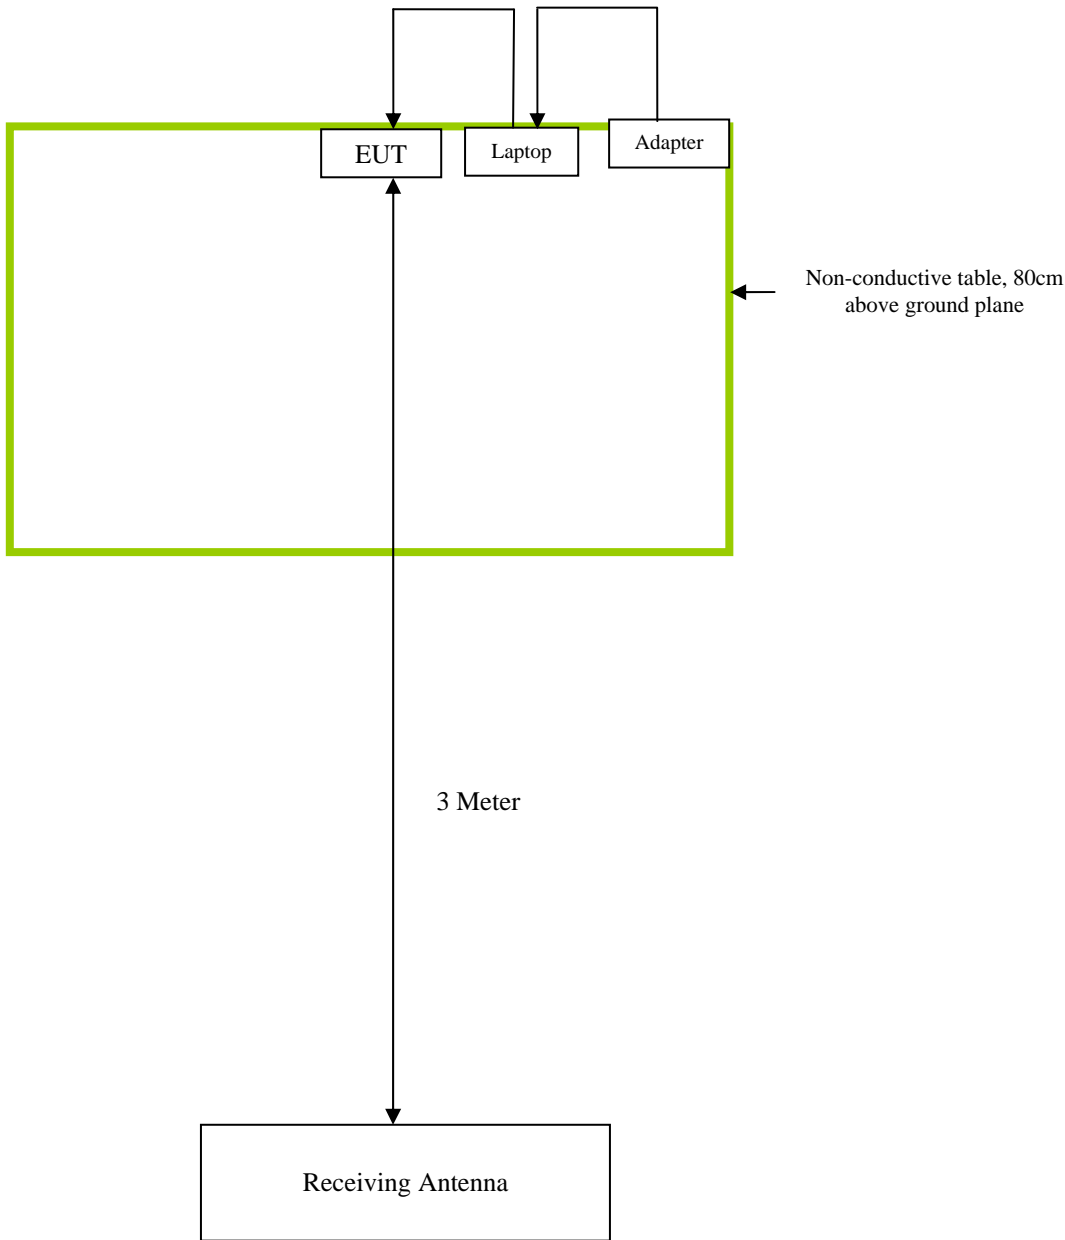 EUT
Laptop
Adapter
Non-conductive table, 80cm
above ground plane
3 Meter
Receiving Antenna